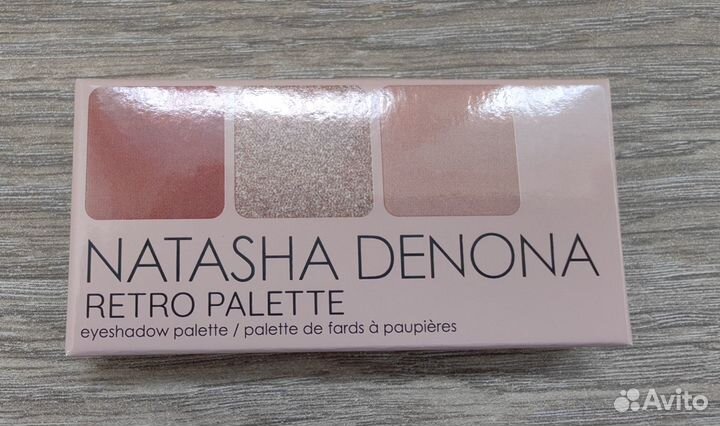 NATASHA DENONA
RETRO PALETTE
eyeshadow palette / palette de fards à paupières
Avito